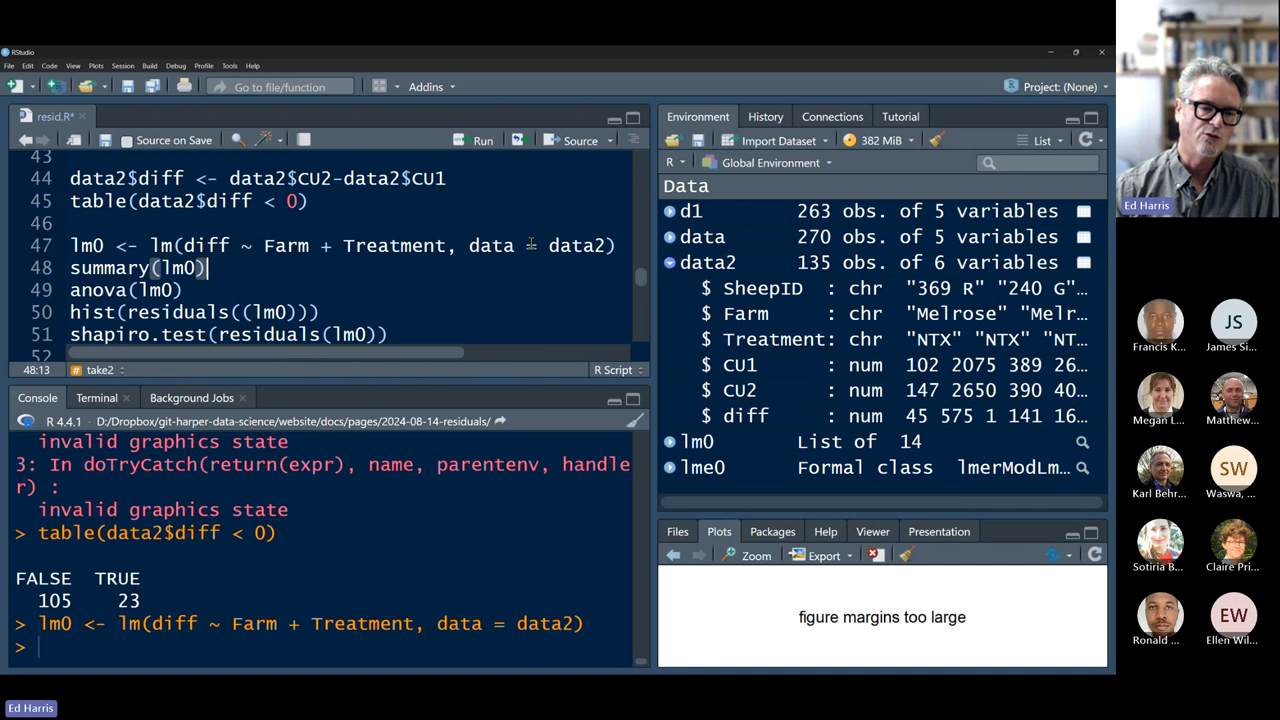 RStudio
File Edit Code View Plots Session Build Debug Profile Tools Help
Go to file/function
Addins
Project: (None)
resid.R*
Source on Save
Run
Source
43
44 data2$diff <- data2$CU2-data2$CU1
45 table(data2$diff < 0)
46
47 lm0 <- lm(diff ~ Farm + Treatment, data = data2)
48 summary(lm0)
49 anova(lm0)
50 hist(residuals((lm0)))
51 shapiro.test(residuals(lm0))
52
48:13
# take2
R Script
Console Terminal Background Jobs
R 4.4.1 · D:/Dropbox/git-harper-data-science/website/docs/pages/2024-08-14-residuals/
invalid graphics state
3: In doTryCatch(return(expr), name, parentenv, handle
r) :
invalid graphics state
> table(data2$diff < 0)
FALSE TRUE
105 23
> lm0 <- lm(diff ~ Farm + Treatment, data = data2)
>
Environment History Connections Tutorial
Import Dataset
382 MiB
List
R
Global Environment
Data
d1 263 obs. of 5 variables
data 270 obs. of 5 variables
data2 135 obs. of 6 variables
$ SheepID : chr "369 R" "240 G"…
$ Farm : chr "Melrose" "Melr…
$ Treatment: chr "NTX" "NTX" "NT…
$ CU1 : num 102 2075 389 26…
$ CU2 : num 147 2650 390 40…
$ diff : num 45 575 1 141 16…
lm0 List of 14
lme0 Formal class lmerModLm…
Files Plots Packages Help Viewer Presentation
Zoom
Export
figure margins too large
Ed Harris
Francis K...
JS
James Si...
Megan L...
Matthew...
Karl Behr...
SW
Waswa, ...
Sotiria B...
Claire Pri...
Ronald ...
EW
Ellen Wil...
Ed Harris